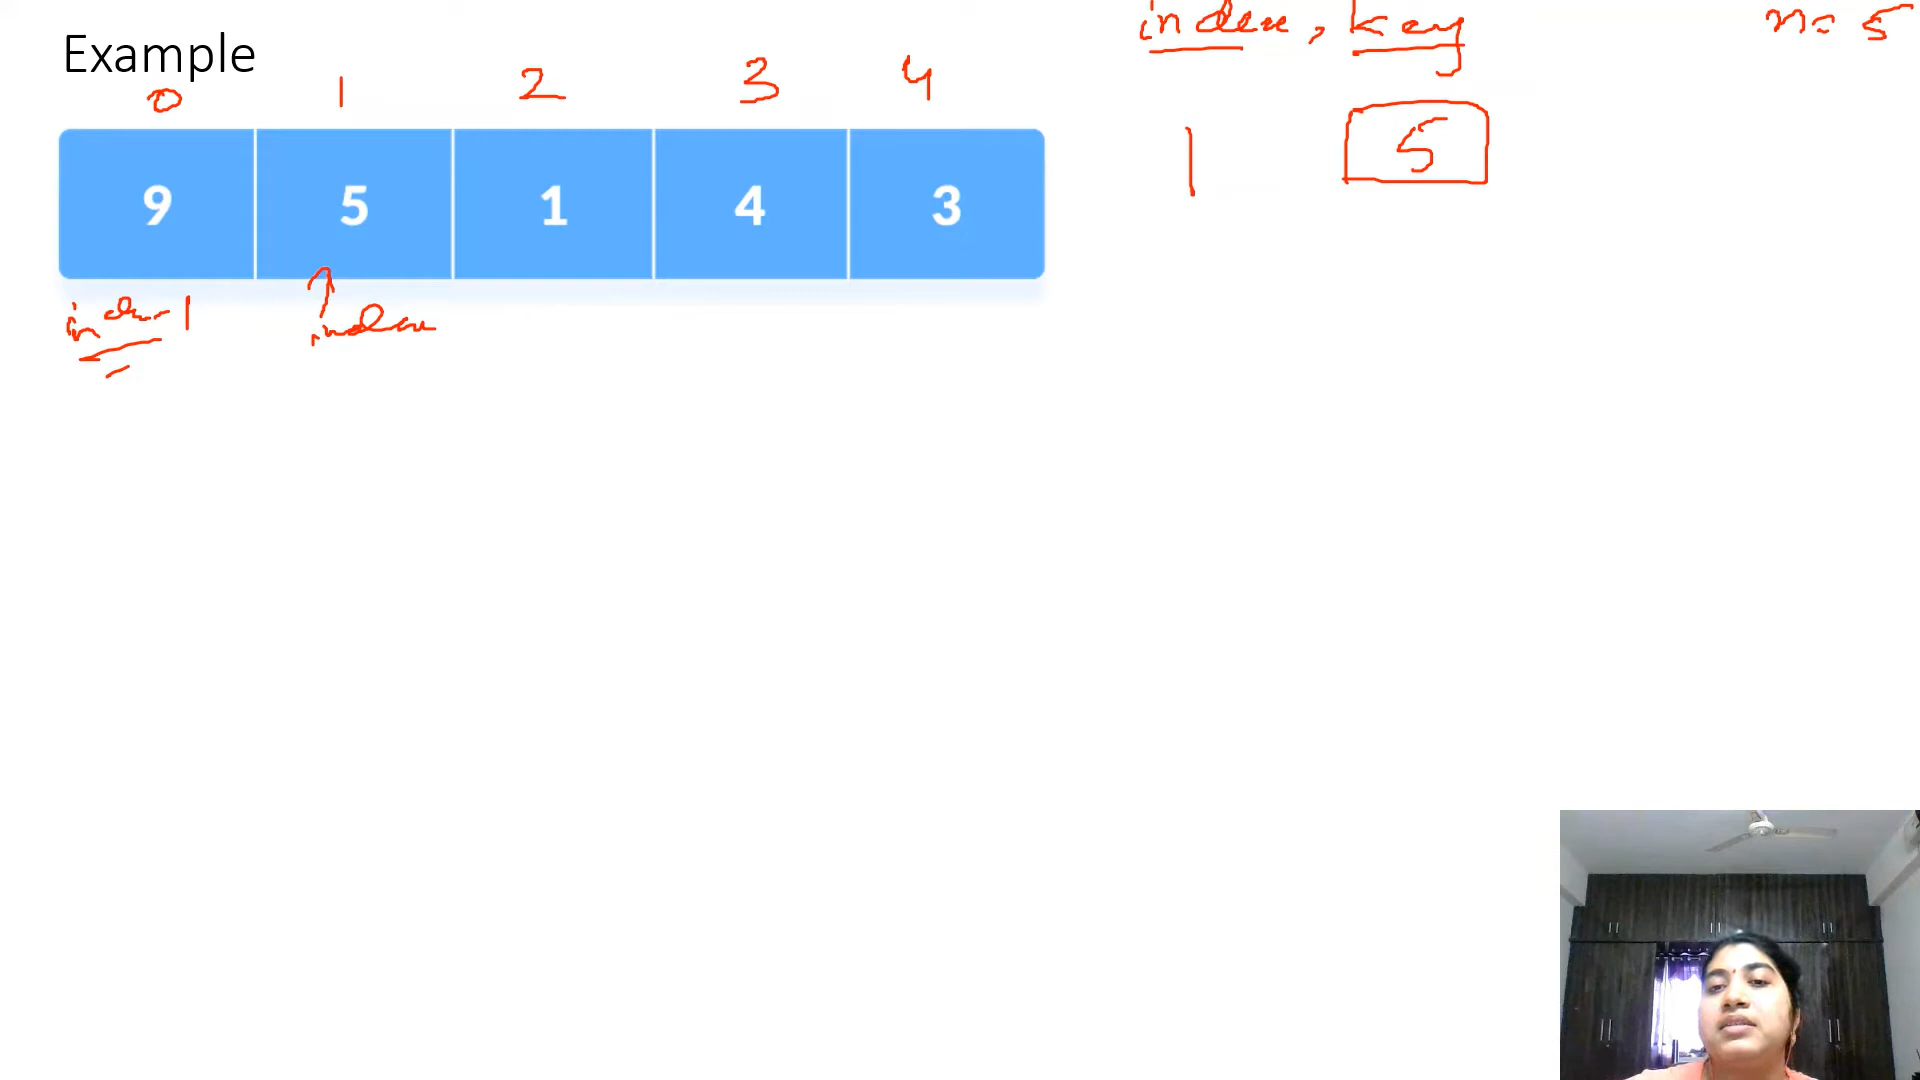 index, key n = 5
Example
0 1 2 3 4
1 5
9 5 1 4 3
index-1 index